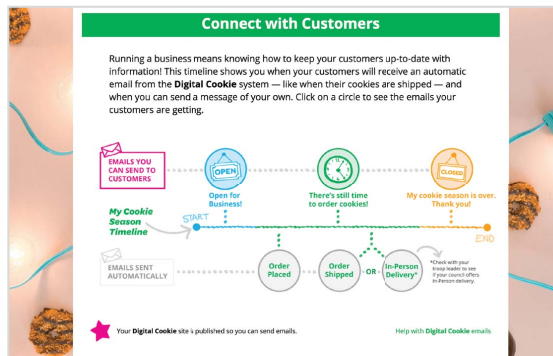 Connect with Customers
Running a business means knowing how to keep your customers up-to-date with
information! This timeline shows you when your customers will receive an automatic
email from the Digital Cookie system — like when their cookies are shipped — and
when you can send a message of your own. Click on a circle to see the emails your
customers are getting.
EMAILS YOU
CAN SEND TO
CUSTOMERS
OPEN
CLOSED
Open for
Business!
There's still time
to order cookies!
My cookie season is over.
Thank you!
My Cookie
Season
Timeline
START
END
EMAILS SENT
AUTOMATICALLY
Order
Placed
Order
Shipped
- OR -
In-Person
Delivery*
*Check with your
troop leader to see
if your council offers
In-Person delivery.
Your Digital Cookie site is published so you can send emails.
Help with Digital Cookie emails